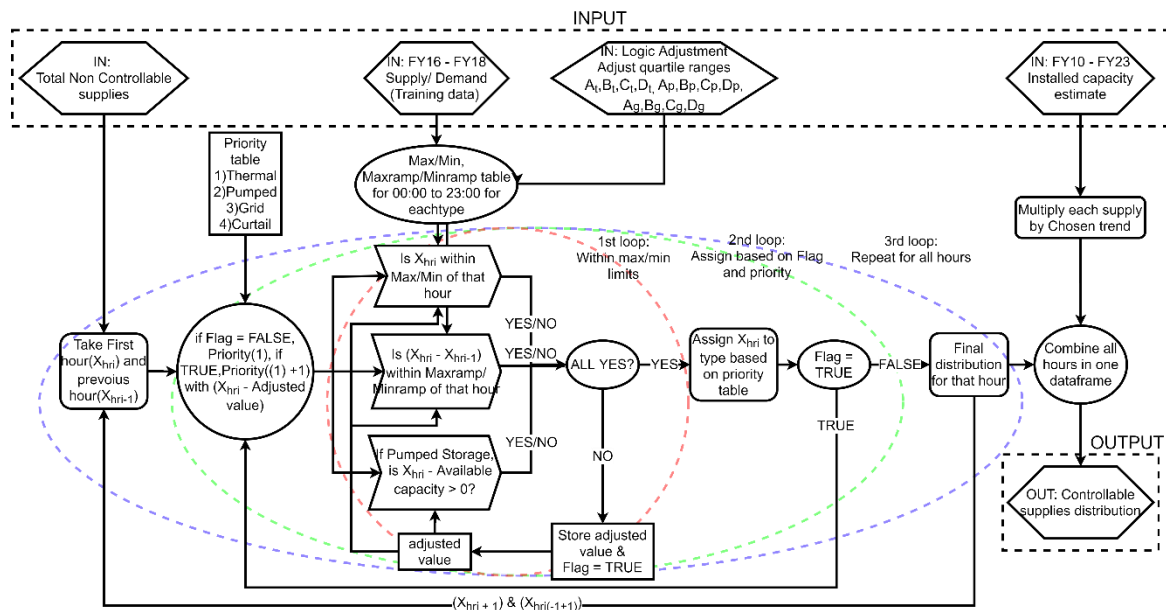 INPUT
IN:
Total Non Controllable
supplies
IN: FY16 - FY18
Supply/ Demand
(Training data)
IN: Logic Adjustment
Adjust quartile ranges
At,Bt,Ct,Dt, Ap,Bp,Cp,Dp,
Ag,Bg,Cg,Dg
IN: FY10 - FY23
Installed capacity
estimate
Priority
table
1)Thermal
2)Pumped
3)Grid
4)Curtail
Max/Min,
Maxramp/Minramp table
for 00:00 to 23:00 for
eachtype
Multiply each supply
by Chosen trend
1st loop:
Within max/min
limits
2nd loop:
Assign based on Flag
and priority
3rd loop:
Repeat for all hours
Is Xhri within
Max/Min of that
hour
Take First
hour(Xhri) and
prevoius
hour(Xhri-1)
if Flag = FALSE,
Priority(1), if
TRUE,Priority((1) +1)
with (Xhri - Adjusted
value)
Is (Xhri - Xhri-1)
within Maxramp/
Minramp of that hour
If Pumped Storage,
is Xhri - Available
capacity > 0?
YES/NO
YES/NO
YES/NO
ALL YES?
YES
NO
Assign Xhri to
type based
on priority
table
Flag =
TRUE
FALSE
TRUE
Final
distribution
for that hour
Combine all
hours in one
dataframe
OUTPUT
OUT: Controllable
supplies distribution
adjusted
value
Store adjusted
value &
Flag = TRUE
(Xhri + 1) & (Xhri(-1+1))